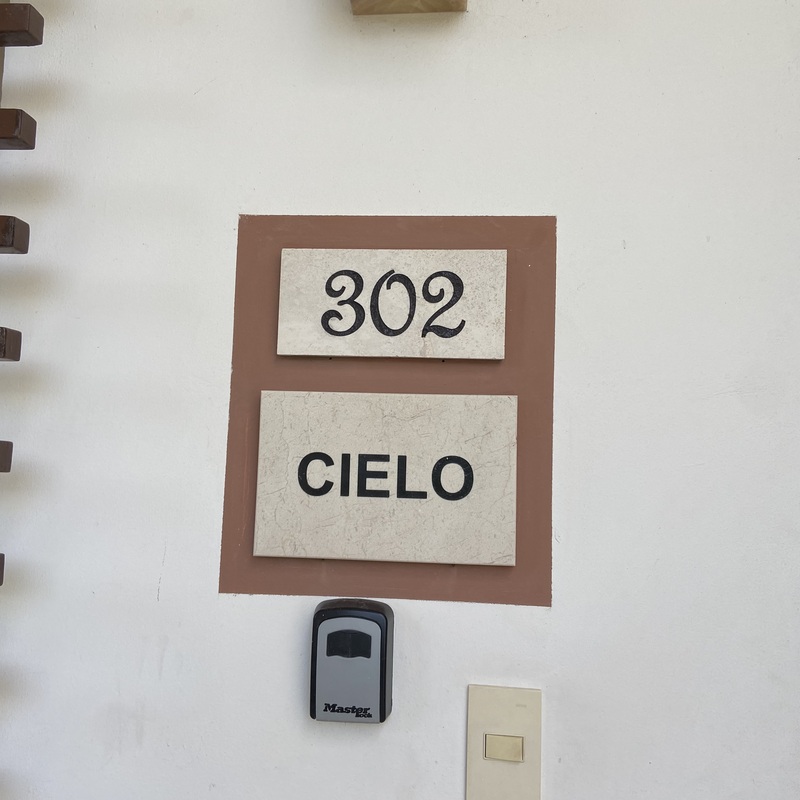 302
CIELO
Master
Lock